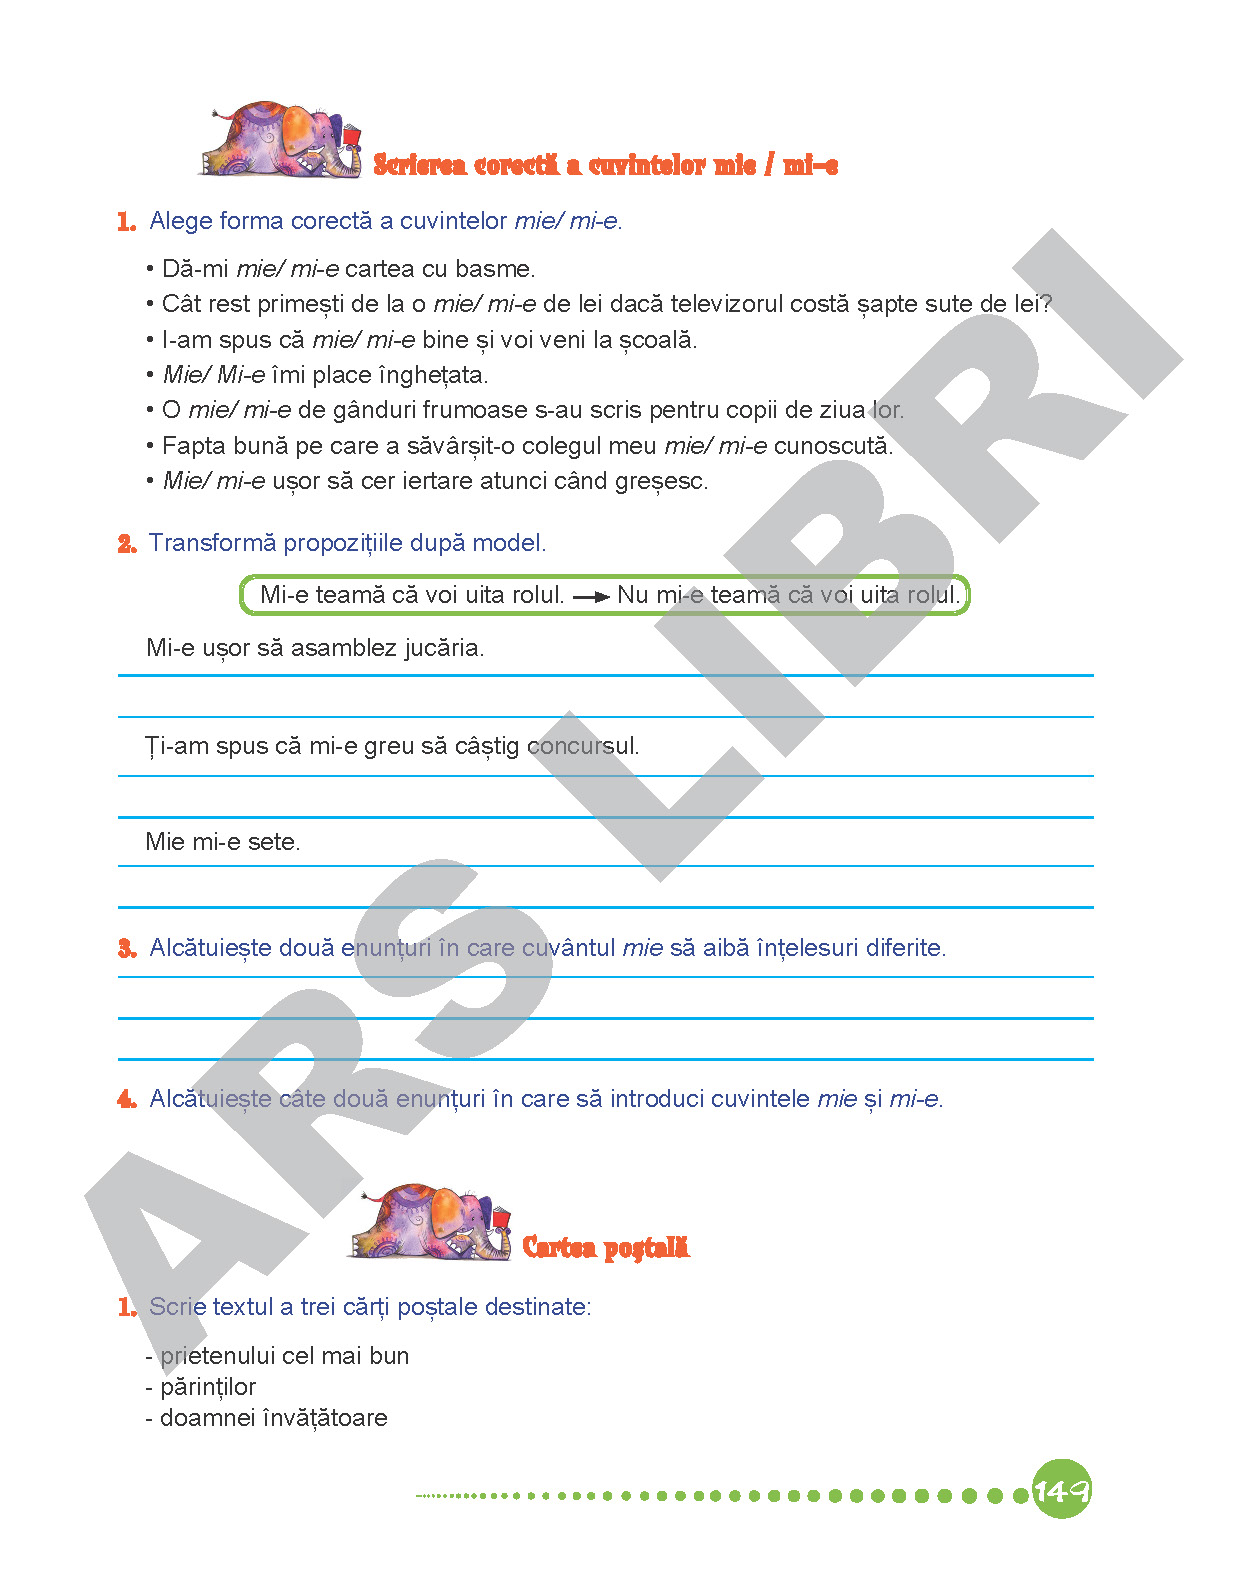 Scrierea corectă a cuvintelor mie / mi-e
1. Alege forma corectă a cuvintelor mie/ mi-e.
• Dă-mi mie/ mi-e cartea cu basme.
• Cât rest primești de la o mie/ mi-e de lei dacă televizorul costă șapte sute de lei?
• I-am spus că mie/ mi-e bine și voi veni la școală.
• Mie/ Mi-e îmi place înghețata.
• O mie/ mi-e de gânduri frumoase s-au scris pentru copii de ziua lor.
• Fapta bună pe care a săvârșit-o colegul meu mie/ mi-e cunoscută.
• Mie/ mi-e ușor să cer iertare atunci când greșesc.
2. Transformă propozițiile după model.
Mi-e teamă că voi uita rolul. → Nu mi-e teamă că voi uita rolul.
Mi-e ușor să asamblez jucăria.
Ți-am spus că mi-e greu să câștig concursul.
Mie mi-e sete.
3. Alcătuiește două enunțuri în care cuvântul mie să aibă înțelesuri diferite.
4. Alcătuiește câte două enunțuri în care să introduci cuvintele mie și mi-e.
Cartea poștală
1. Scrie textul a trei cărți poștale destinate:
- prietenului cel mai bun
- părinților
- doamnei învățătoare
149
ARS LIBRI